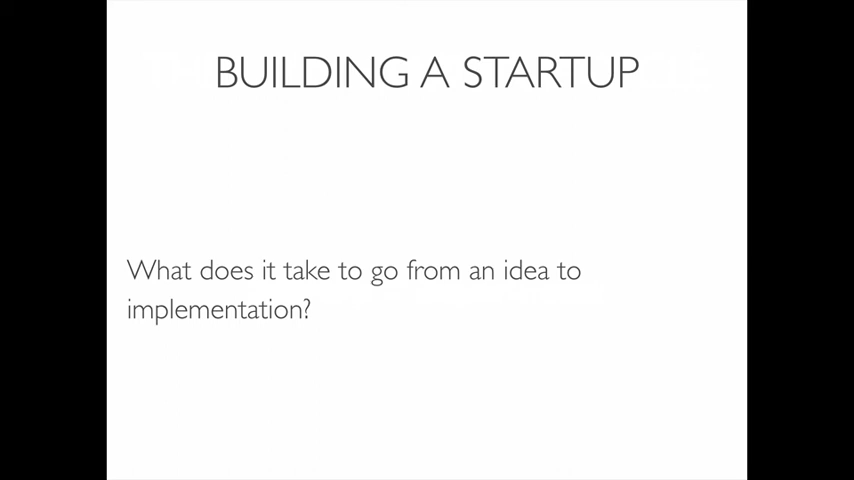 BUILDING A STARTUP
What does it take to go from an idea to
implementation?